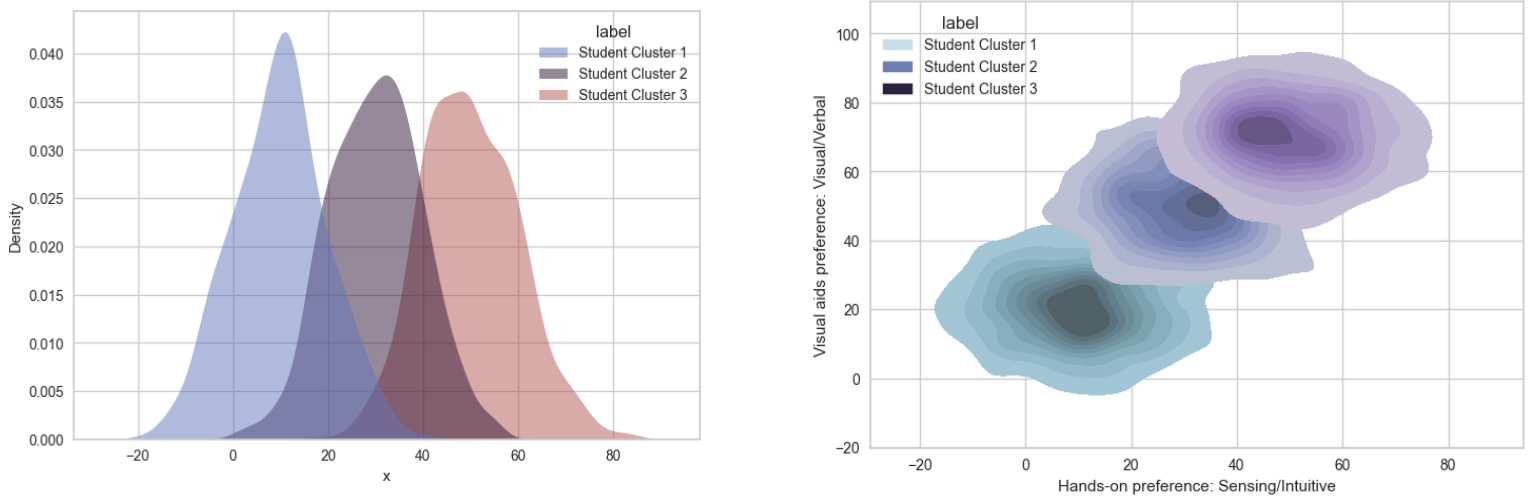 label
Student Cluster 1
Student Cluster 2
Student Cluster 3
0.040
0.035
0.030
0.025
0.020
0.015
0.010
0.005
0.000
Density
−20
0
20
40
60
80
x
label
Student Cluster 1
Student Cluster 2
Student Cluster 3
100
80
60
40
20
0
−20
Visual aids preference: Visual/Verbal
−20
0
20
40
60
80
Hands-on preference: Sensing/Intuitive